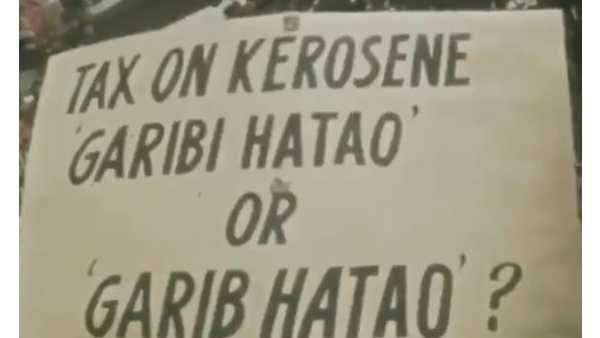 TAX ON KEROSENE
'GARIBI HATAO'
OR
'GARIB HATAO' ?